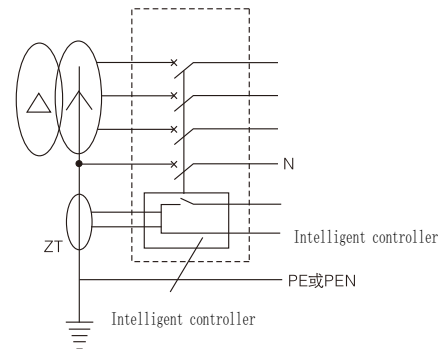 N
Intelligent controller
ZT
PE或PEN
Intelligent controller